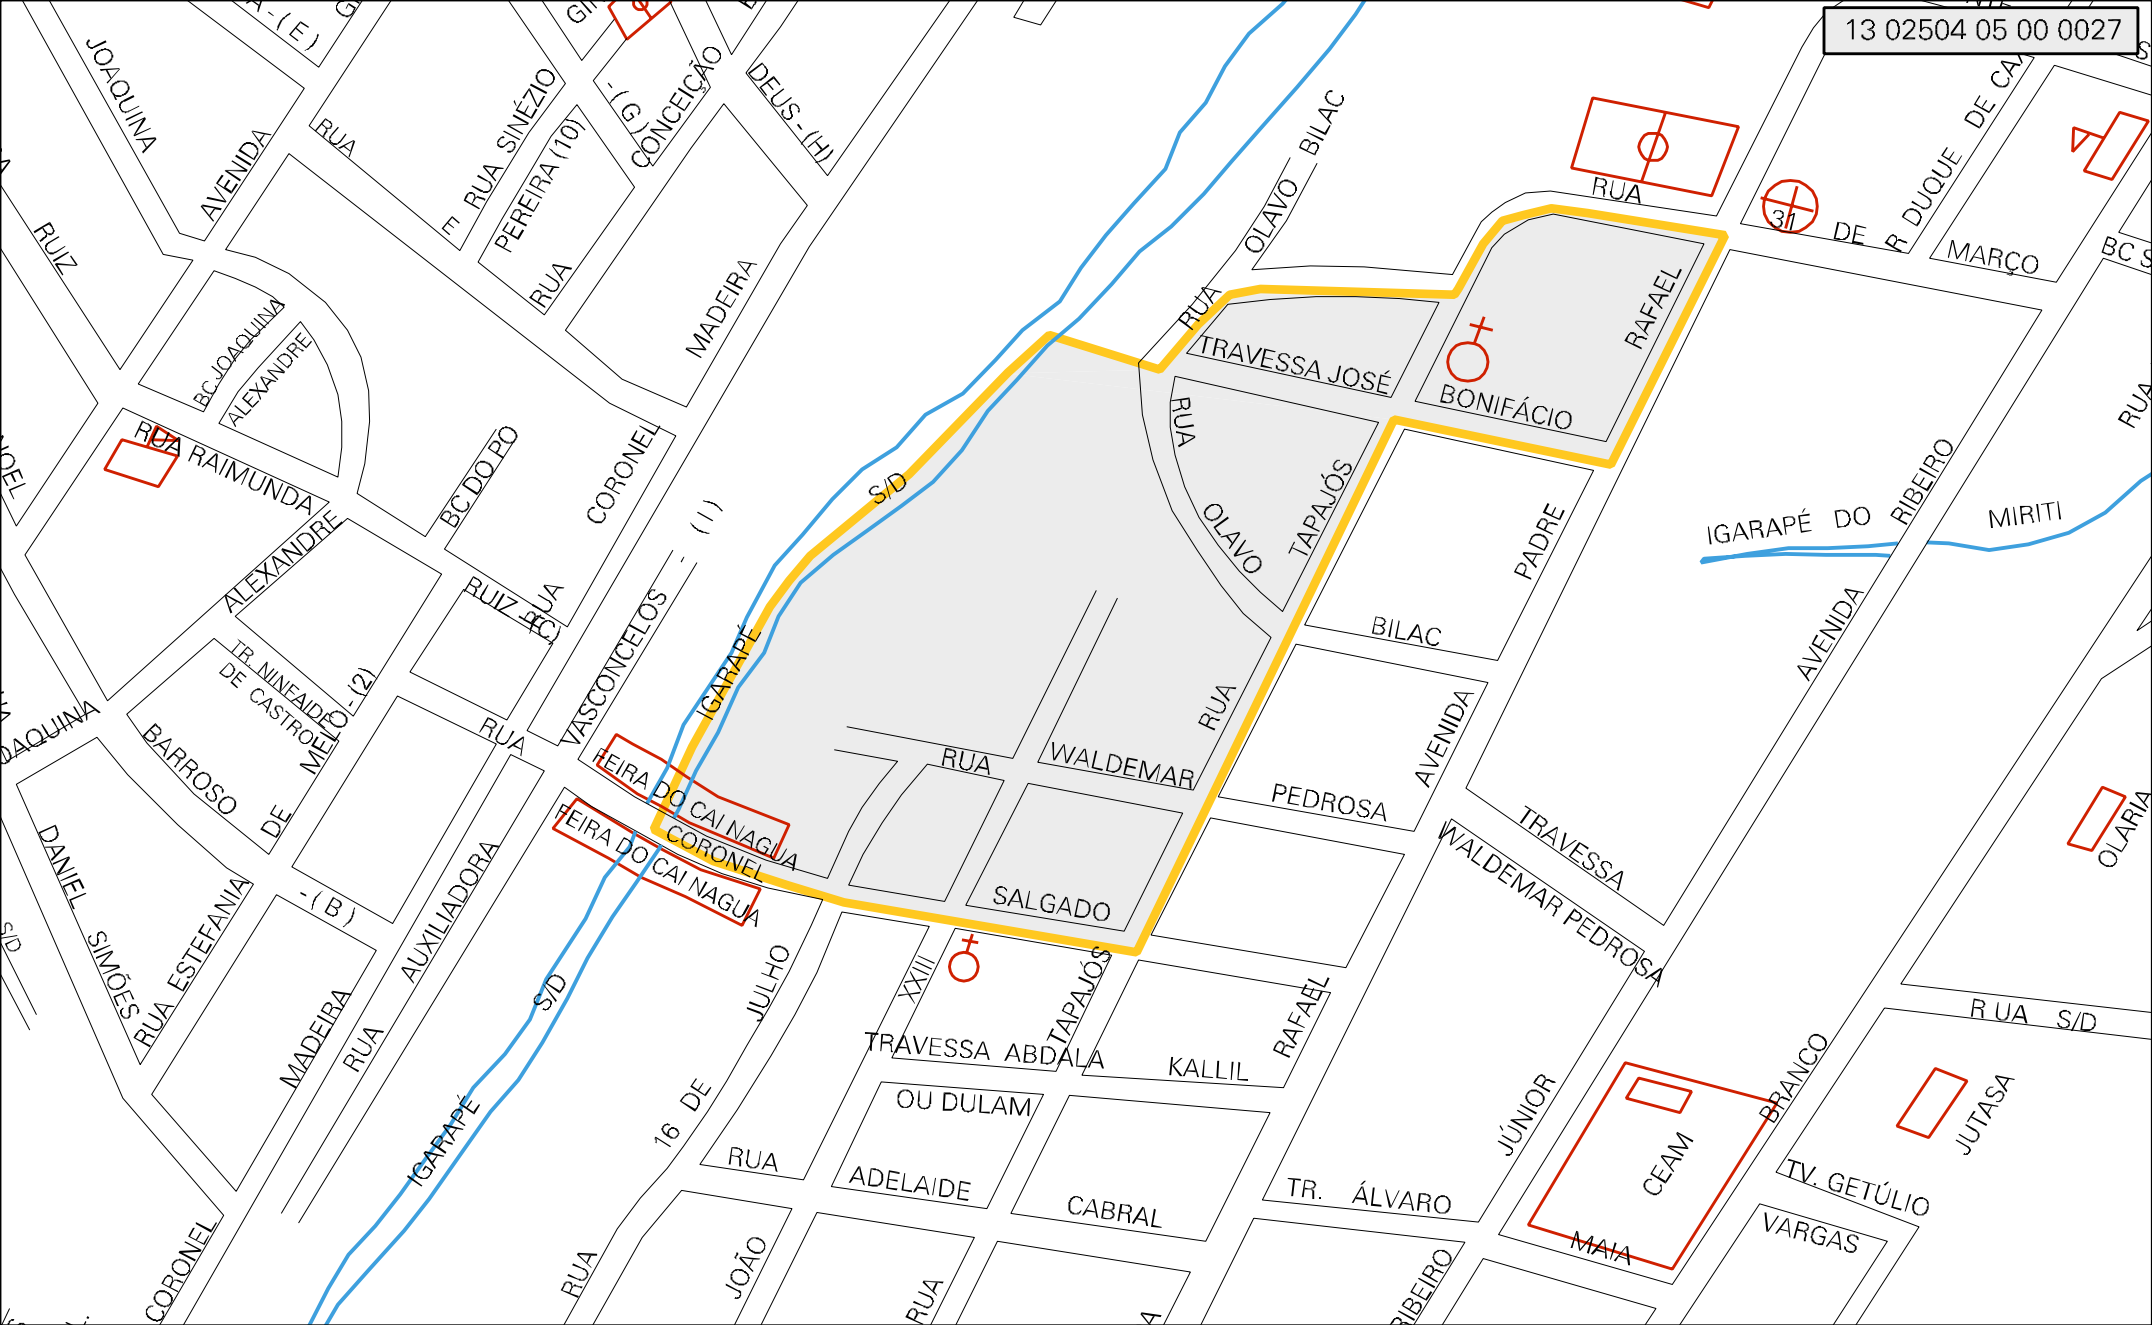 13 02504 05 00 0027
- ( E )
JOAQUINA
AVENIDA
RUA
E
RUA SINÉZIO
PEREIRA (10)
- ( G )
CONCEIÇÃO
DEUS - (H)
RUA
MADEIRA
RUIZ
OLAVO
BILAC
RUA
RUA
31
DE
R DUQUE
DE
MARÇO
BC S
BC JOAQUINA
ALEXANDRE
RAFAEL
TRAVESSA JOSÉ
BONIFÁCIO
RUA
RUA RAIMUNDA
BC DO PO
CORONEL
- ( I )
S/D
RUA
OLAVO
TAPAJÓS
PADRE
RIBEIRO
IGARAPÉ DO
MIRITI
ALEXANDRE
RUIZ - (C)
RUA
VASCONCELOS
IGARAPÉ
BILAC
AVENIDA
TR. NINFAIDE
DE CASTRO
MELO - (2)
DE
BARROSO
RUA
RUA
AVENIDA
RUA
WALDEMAR
PEDROSA
FEIRA DO CAI NAGUA
FEIRA DO CAI NAGUA
CORONEL
SALGADO
TRAVESSA
WALDEMAR PEDROSA
OLARIA
DANIEL
SIMÕES
RUA ESTEFANIA
- ( B )
AUXILIADORA
RUA
MADEIRA
S/D
S/D
JULHO
XXIII
TAPAJÓS
RAFAEL
R UA S/D
TRAVESSA ABDALA
KALLIL
OU DULAM
16 DE
RUA
ADELAIDE
CABRAL
TR. ÁLVARO
JÚNIOR
MAIA
CEAM
BRANCO
JUTASA
TV. GETÚLIO
VARGAS
IGARAPÉ
CORONEL
RUA
JOÃO
RUA
RIBEIRO